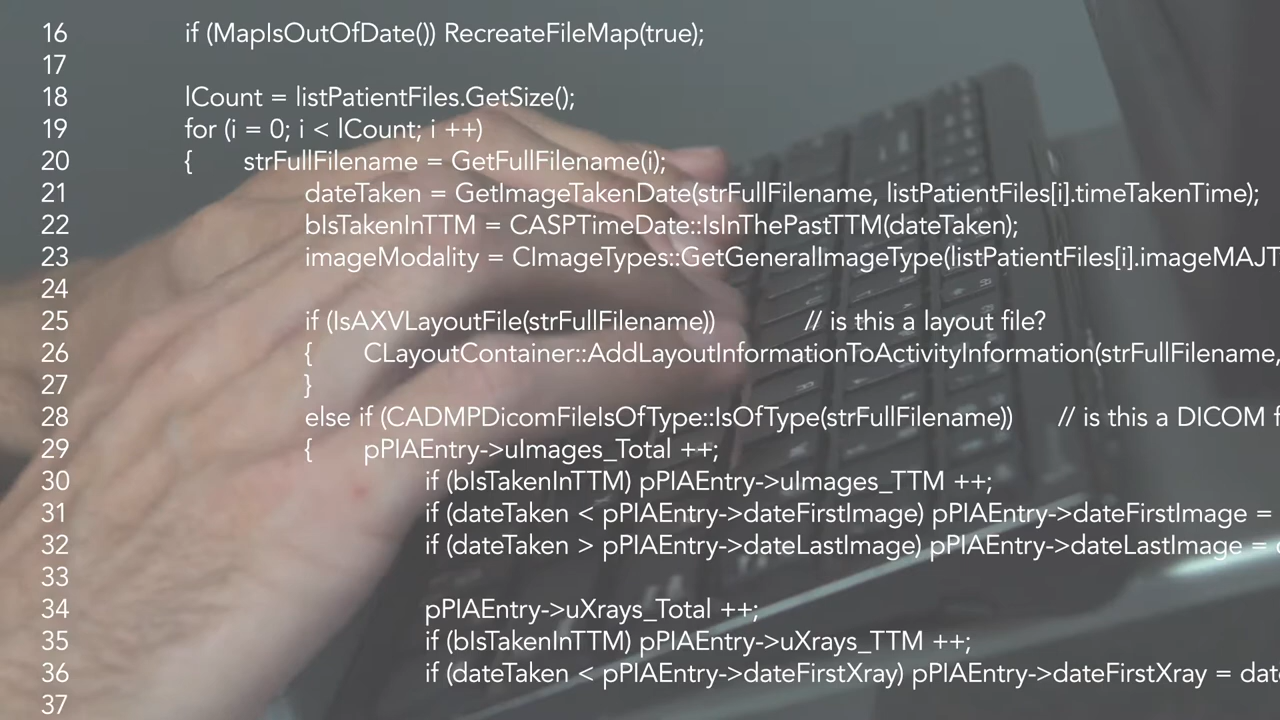 16 if (MapIsOutOfDate()) RecreateFileMap(true);
17
18 lCount = listPatientFiles.GetSize();
19 for (i = 0; i < lCount; i ++)
20 { strFullFilename = GetFullFilename(i);
21 dateTaken = GetImageTakenDate(strFullFilename, listPatientFiles[i].timeTakenTime);
22 bIsTakenInTTM = CASPTimeDate::IsInThePastTTM(dateTaken);
23 imageModality = CImageTypes::GetGeneralImageType(listPatientFiles[i].imageMAJT
24
25 if (IsAXVLayoutFile(strFullFilename)) // is this a layout file?
26 { CLayoutContainer::AddLayoutInformationToActivityInformation(strFullFilename,
27 }
28 else if (CADMPDicomFileIsOfType::IsOfType(strFullFilename)) // is this a DICOM f
29 { pPIAEntry->uImages_Total ++;
30 if (bIsTakenInTTM) pPIAEntry->uImages_TTM ++;
31 if (dateTaken < pPIAEntry->dateFirstImage) pPIAEntry->dateFirstImage =
32 if (dateTaken > pPIAEntry->dateLastImage) pPIAEntry->dateLastImage =
33
34 pPIAEntry->uXrays_Total ++;
35 if (bIsTakenInTTM) pPIAEntry->uXrays_TTM ++;
36 if (dateTaken < pPIAEntry->dateFirstXray) pPIAEntry->dateFirstXray = dat
37